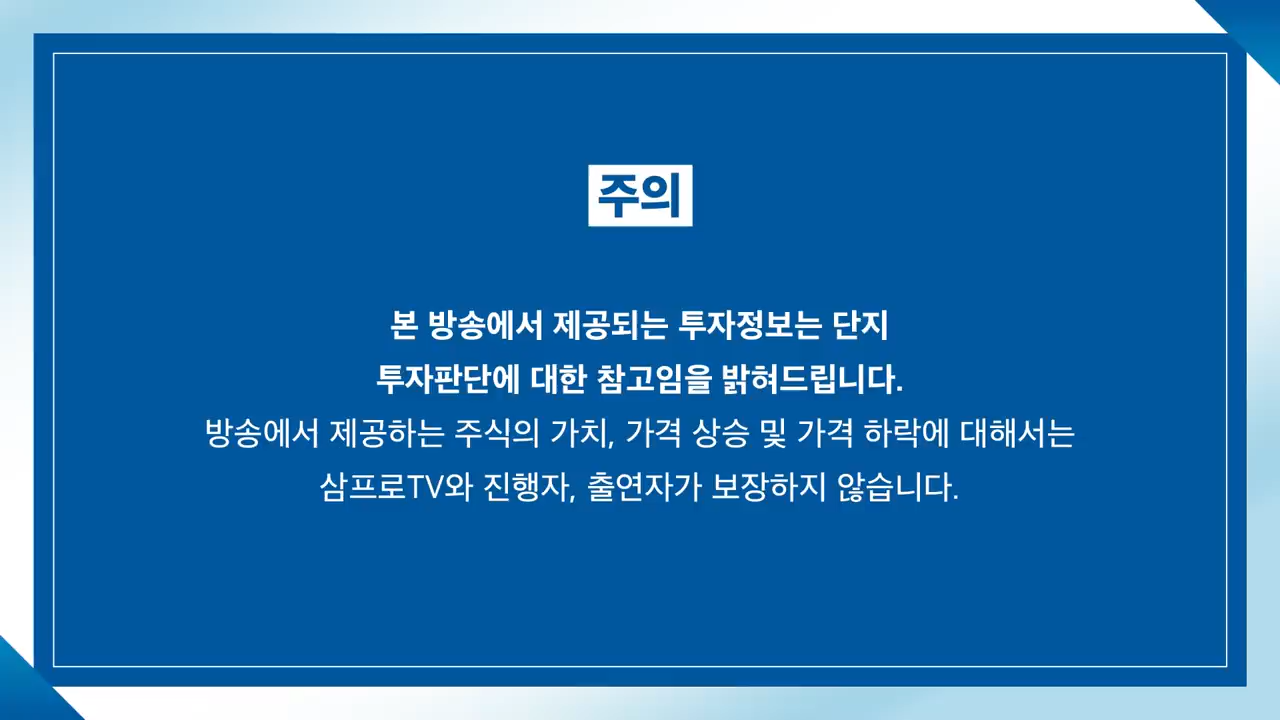 주의
본 방송에서 제공되는 투자정보는 단지
투자판단에 대한 참고임을 밝혀드립니다.
방송에서 제공하는 주식의 가치, 가격 상승 및 가격 하락에 대해서는
삼프로TV와 진행자, 출연자가 보장하지 않습니다.